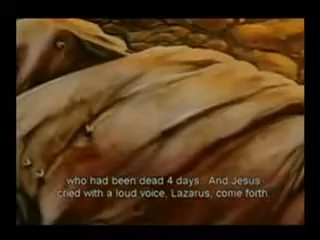 who had been dead 4 days. And Jesus
cried with a loud voice, Lazarus, come forth.